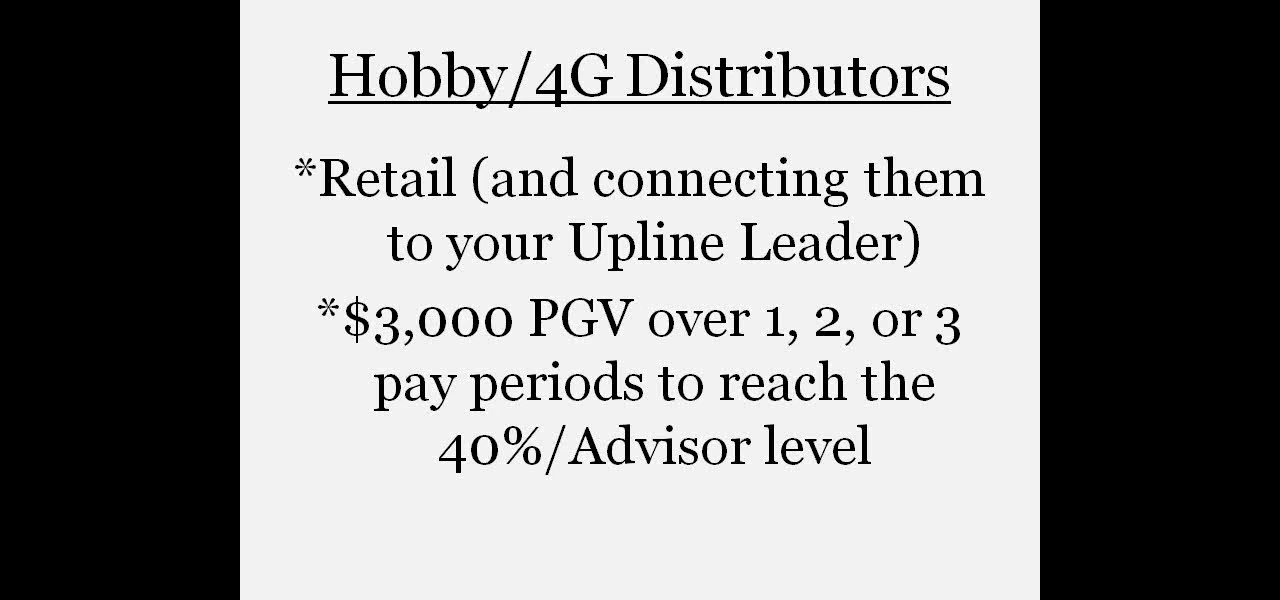 Hobby/4G Distributors
*Retail (and connecting them
to your Upline Leader)
*$3,000 PGV over 1, 2, or 3
pay periods to reach the
40%/Advisor level